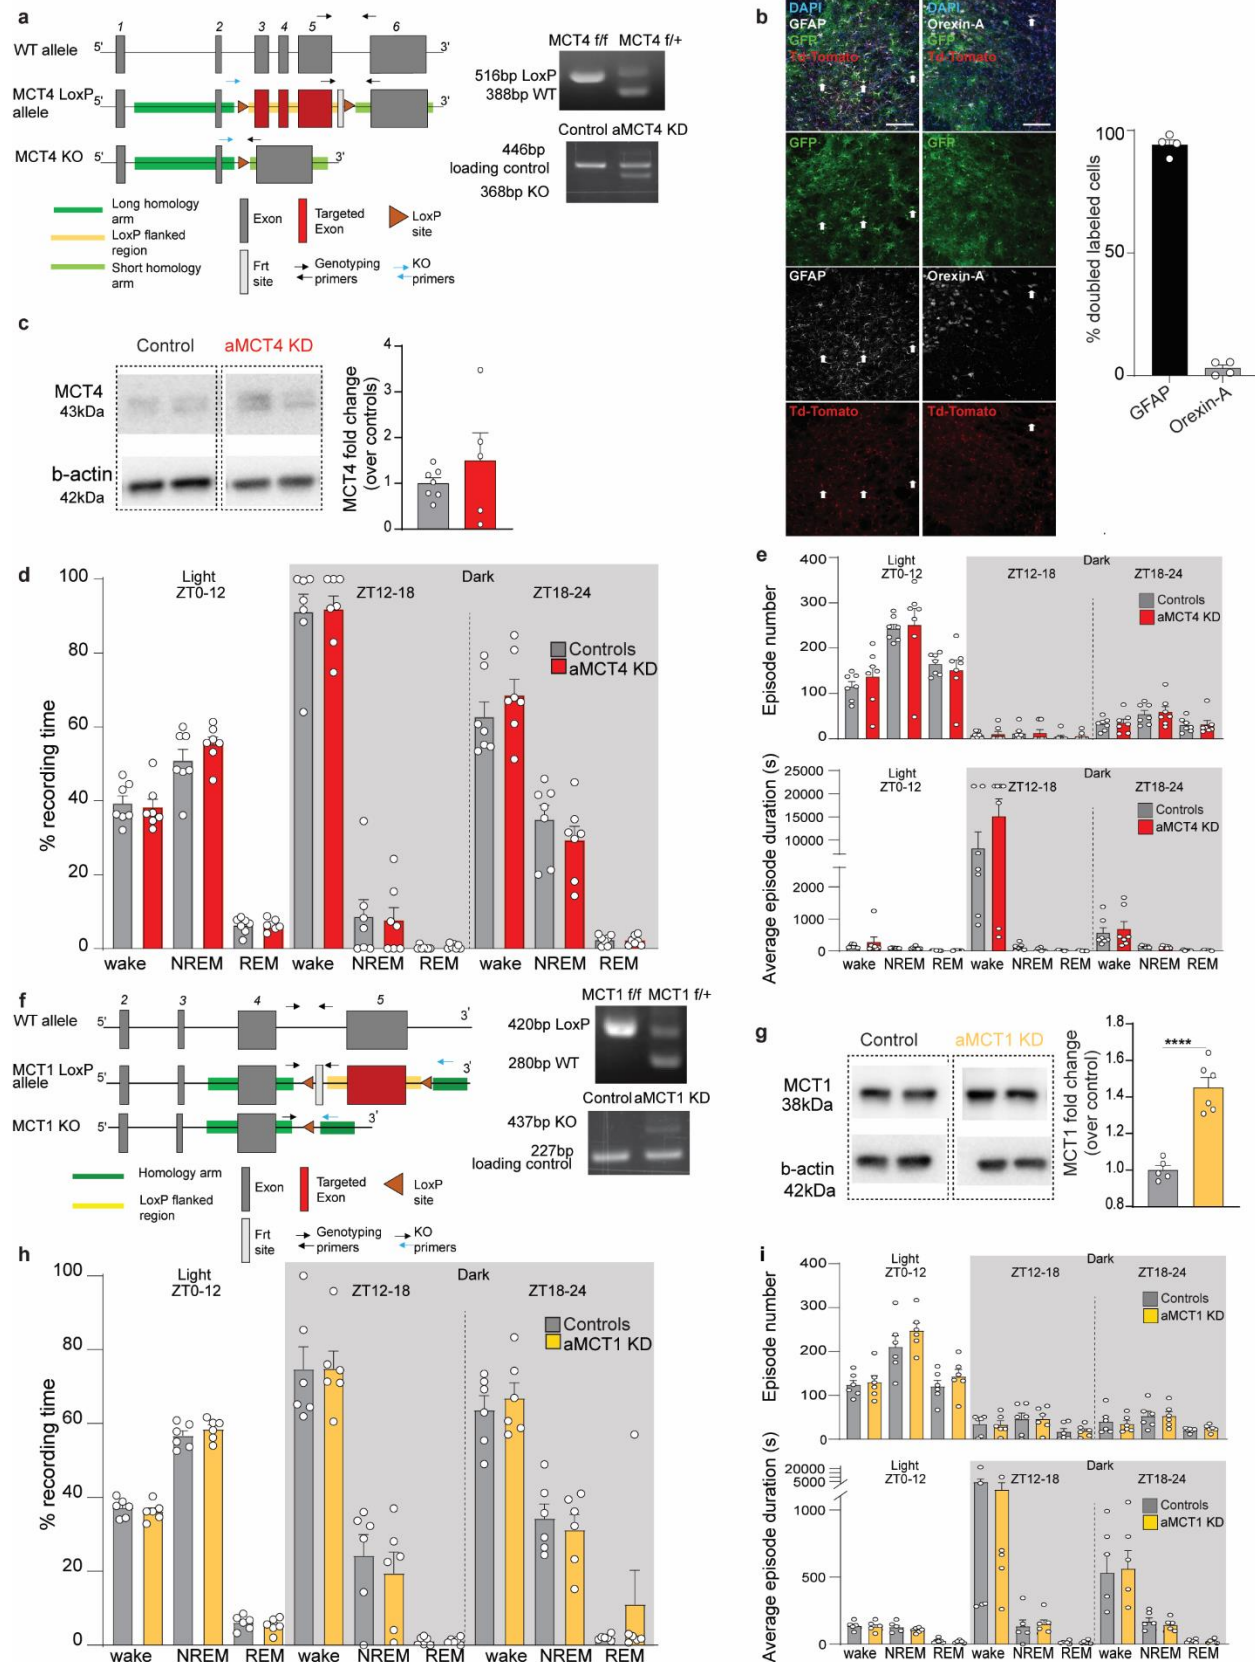 a
1 2 3 4 5 6
WT allele 5' 3'
MCT4 LoxP
allele
5' 3'
MCT4 KO 5' 3'
Long homology
arm
LoxP flanked
region
Short homology
arm
Exon
Targeted
Exon
LoxP
site
Frt
site
Genotyping
primers
KO
primers
MCT4 f/f MCT4 f/+
516bp LoxP
388bp WT
Control aMCT4 KD
446bp
loading control
368bp KO
b
DAPI
GFAP
GFP
Td-Tomato
DAPI
Orexin-A
GFP
Td-Tomato
GFP
GFP
GFAP
Orexin-A
Td-Tomato
Td-Tomato
% doubled labeled cells
100
50
0
GFAP
Orexin-A
c
Control aMCT4 KD
MCT4
43kDa
b-actin
42kDa
MCT4 fold change
(over controls)
4
3
2
1
0
d
% recording time
100
80
60
40
20
0
Light
ZT0-12
Dark
ZT12-18
ZT18-24
Controls
aMCT4 KD
wake NREM REM wake NREM REM wake NREM REM
e
Episode number
400
300
200
100
0
Light
ZT0-12
Dark
ZT12-18
ZT18-24
Controls
aMCT4 KD
Average episode duration (s)
25000
20000
15000
10000
2000
1000
0
Light
ZT0-12
Dark
ZT12-18
ZT18-24
Controls
aMCT4 KD
wake NREM REM wake NREM REM wake NREM REM
f
2 3 4 5
WT allele 5' 3'
MCT1 LoxP
allele
5' 3'
MCT1 KO 5' 3'
Homology arm
LoxP flanked
region
Exon
Targeted
Exon
LoxP
site
Frt
site
Genotyping
primers
KO
primers
MCT1 f/f MCT1 f/+
420bp LoxP
280bp WT
Control aMCT1 KD
437bp KO
227bp
loading control
g
Control aMCT1 KD
MCT1
38kDa
b-actin
42kDa
MCT1 fold change
(over control)
1.8
1.6
1.4
1.2
1.0
0.8
****
h
% recording time
100
80
60
40
20
0
Light
ZT0-12
Dark
ZT12-18
ZT18-24
Controls
aMCT1 KD
wake NREM REM wake NREM REM wake NREM REM
i
Episode number
400
300
200
100
0
Light
ZT0-12
Dark
ZT12-18
ZT18-24
Controls
aMCT1 KD
Average episode duration (s)
20000
10000
1000
500
0
Light
ZT0-12
Dark
ZT12-18
ZT18-24
Controls
aMCT1 KD
wake NREM REM wake NREM REM wake NREM REM